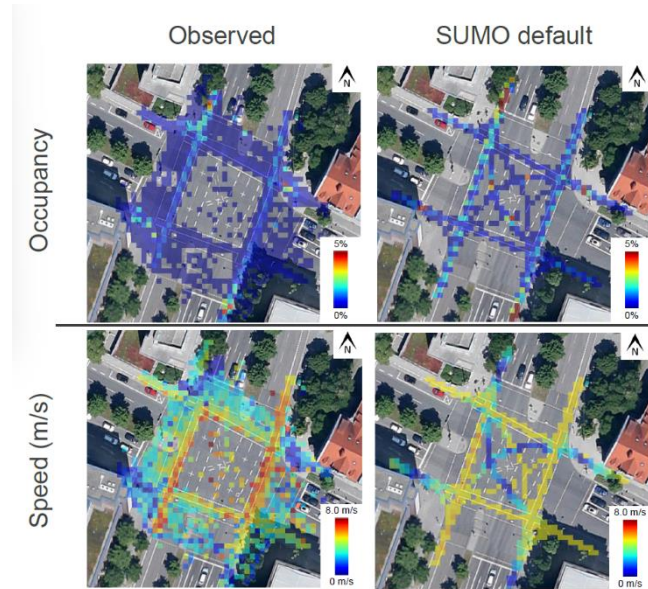 Observed
SUMO default
Occupancy
N
5%
0%
N
5%
0%
Speed (m/s)
N
8.0 m/s
0 m/s
N
8.0 m/s
0 m/s